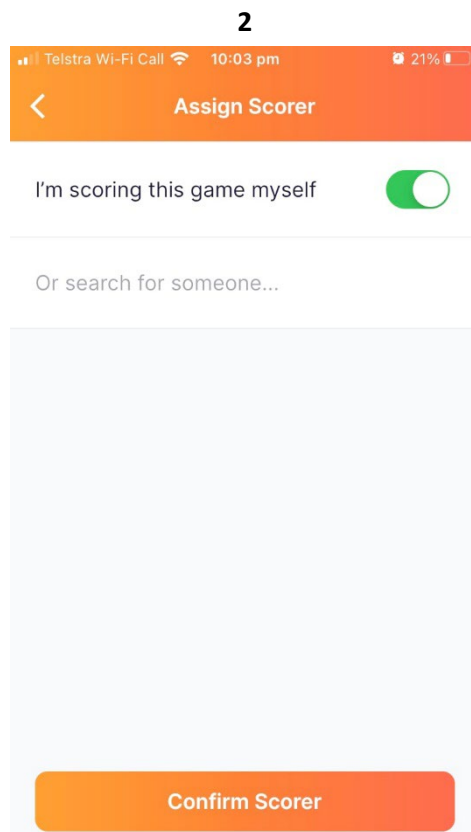 2
Telstra Wi-Fi Call 10:03 pm 21%
Assign Scorer
I'm scoring this game myself
Or search for someone...
Confirm Scorer